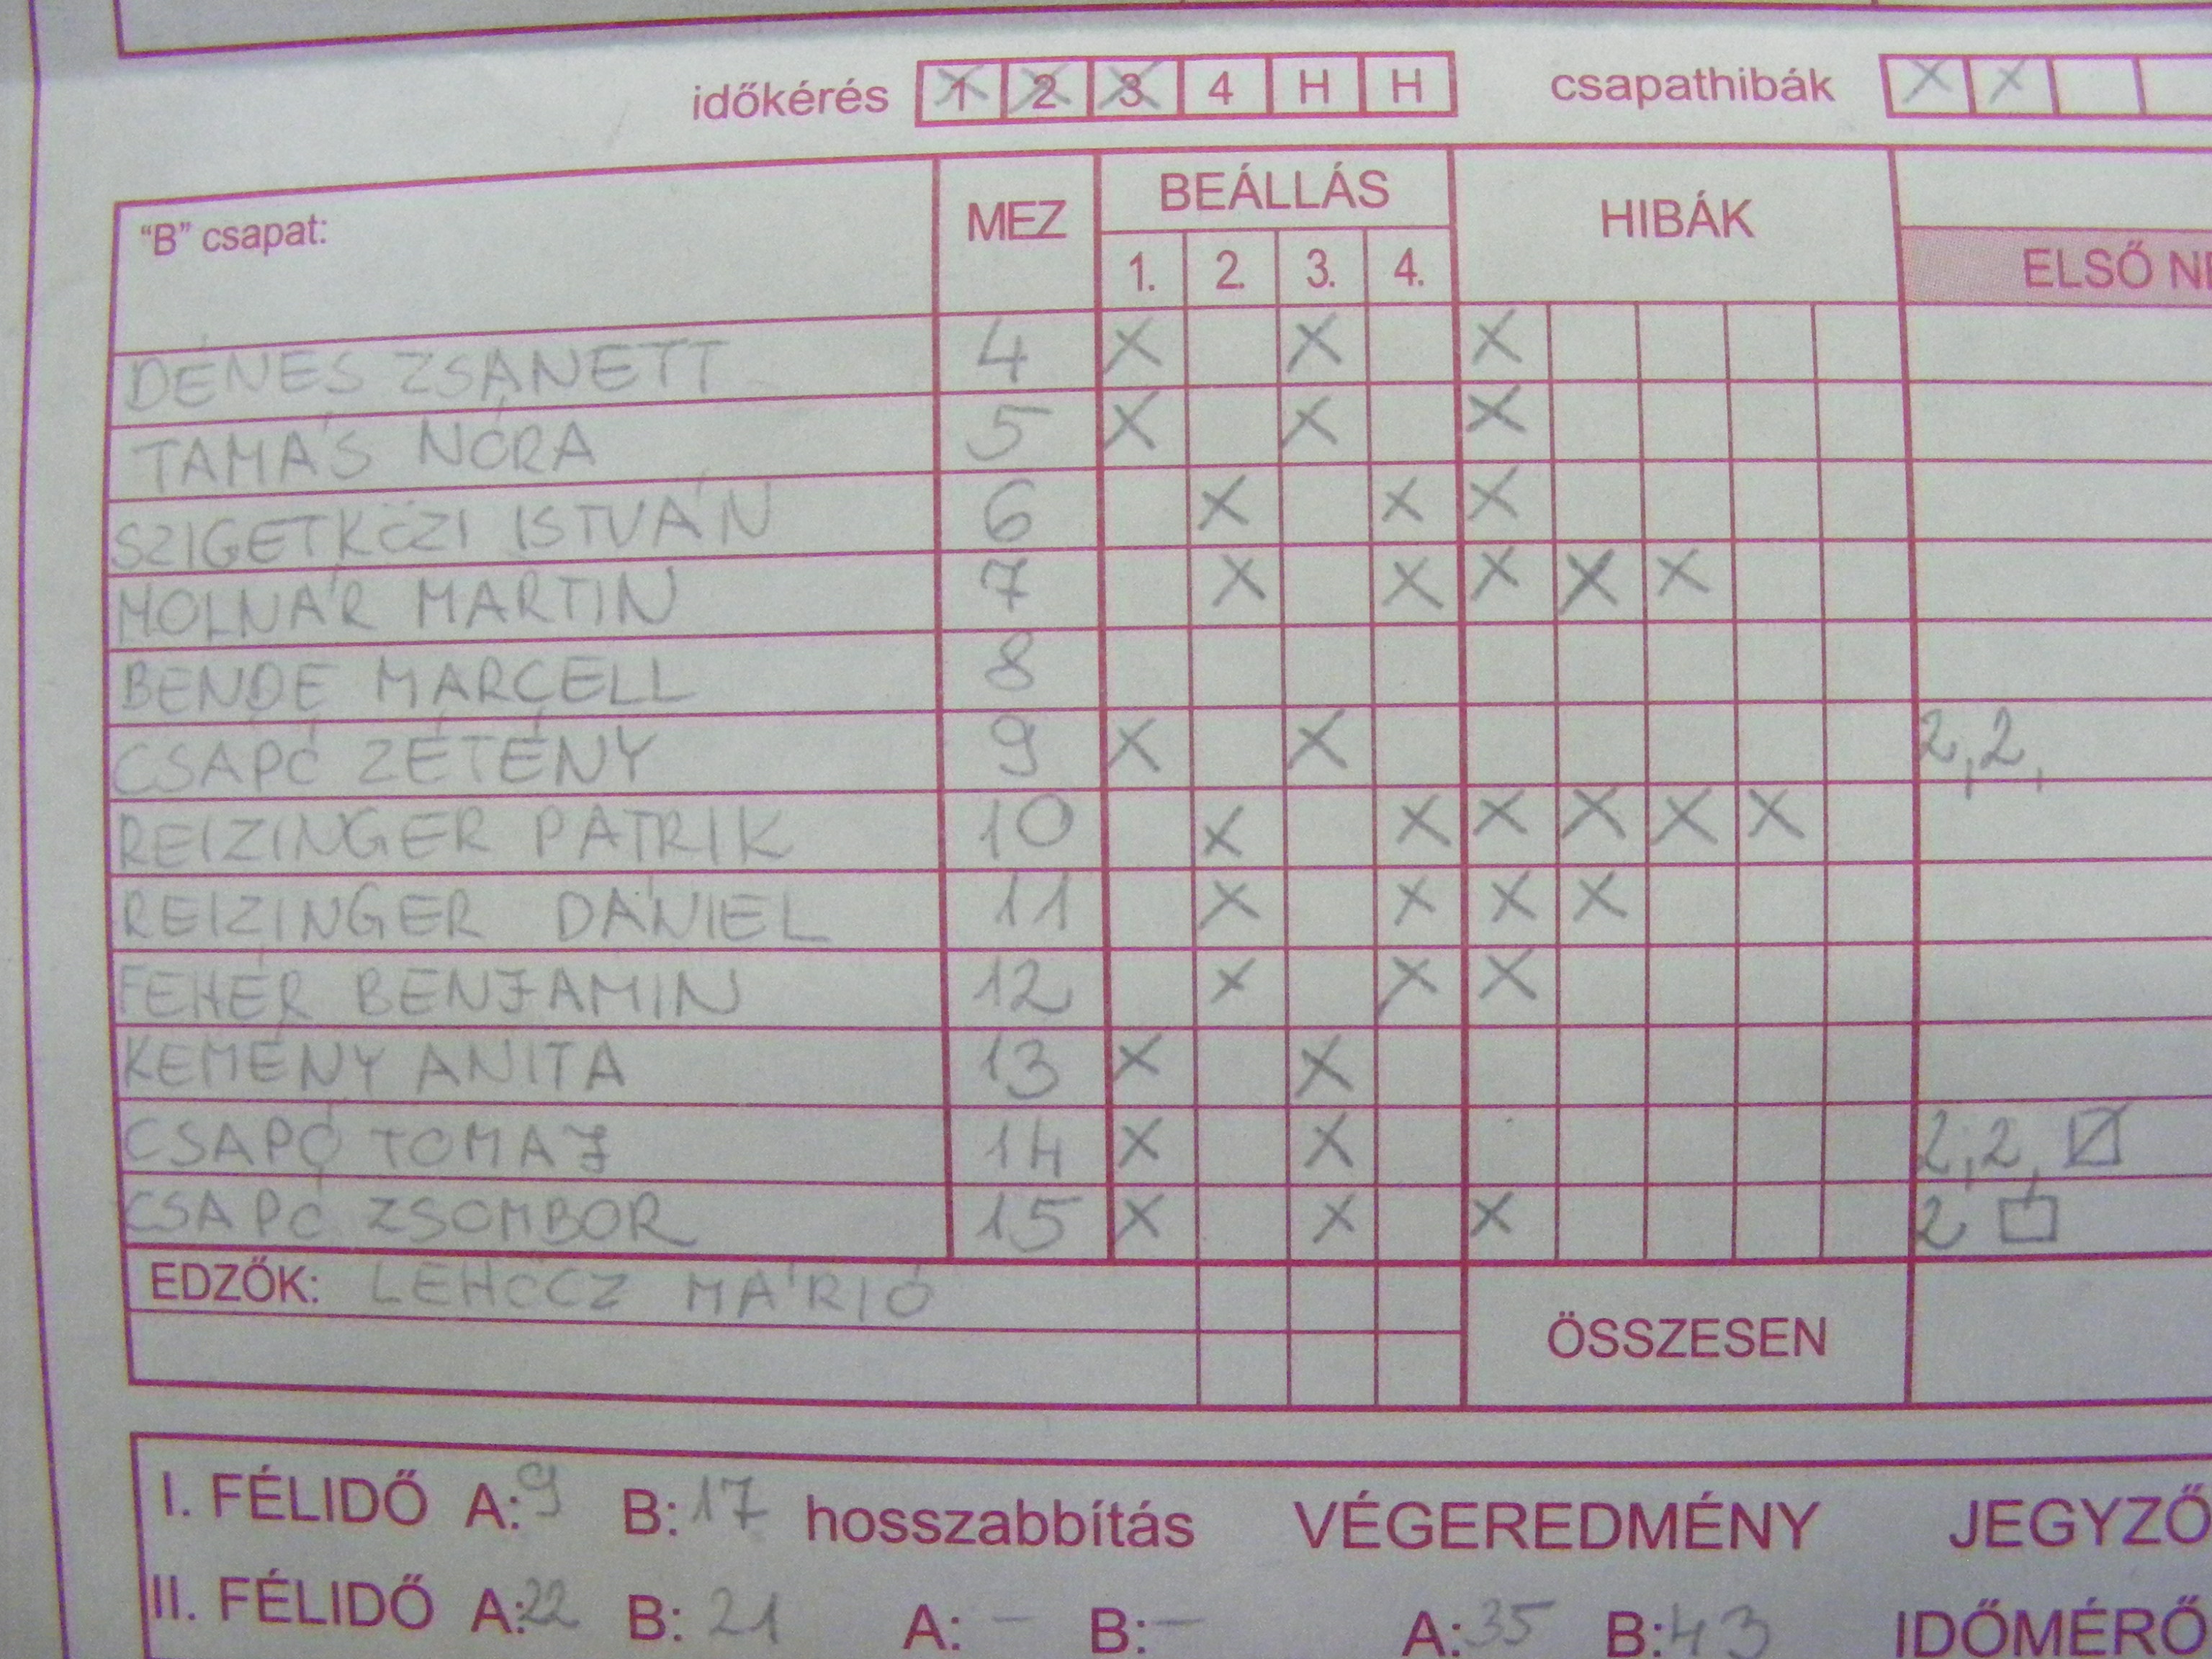 időkérés 1 2 3 4 H H csapathibák X X
"B" csapat: MEZ BEÁLLÁS HIBÁK
1. 2. 3. 4. ELSŐ
DÉNES ZSANETT 4 X X X
TAMÁS NÓRA 5 X X X
SZIGETKÖZI ISTVÁN 6 X X X
MOLNÁR MARTIN 7 X X X X X
BENDE MARCELL 8
CSAPÓ ZÉTÉNY 9 X X 2,2,
REIZINGER PATRIK 10 X X X X X X
REIZINGER DÁNIEL 11 X X X X
FEHÉR BENJAMIN 12 X X X
KEMÉNY ANITA 13 X X
CSAPÓ TOMAJ 14 X X 2,2,
CSAPÓ ZSOMBOR 15 X X X 2
EDZŐK: LEHÓCZ MÁRIÓ
ÖSSZESEN
I. FÉLIDŐ A:9 B:17 hosszabbítás VÉGEREDMÉNY JEGYZŐ
II. FÉLIDŐ A:22 B:21 A:- B:- A:35 B:43 IDŐMÉRŐ